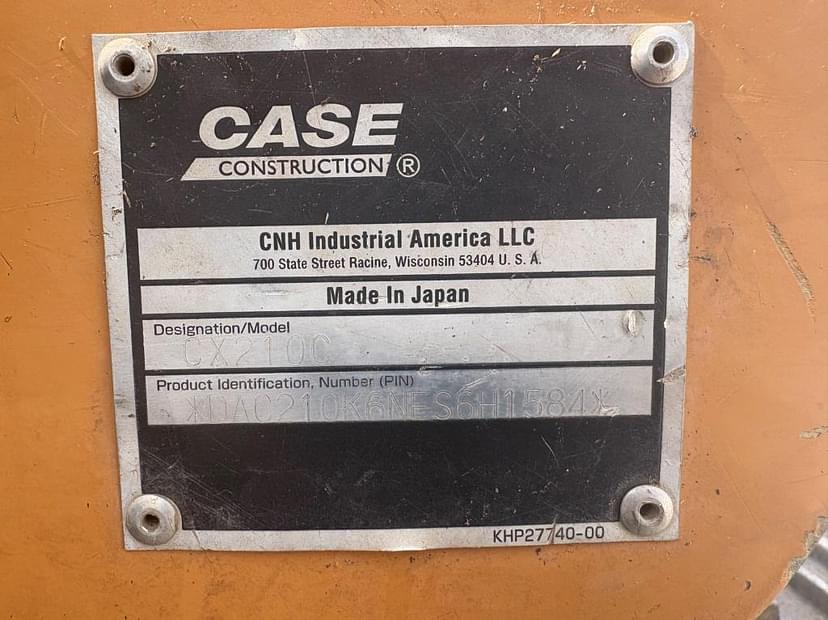 CASE
CONSTRUCTION ®
CNH Industrial America LLC
700 State Street Racine, Wisconsin 53404 U. S. A.
Made In Japan
Designation/Model
CX210C
Product Identification, Number (PIN)
*DAC210K6NES6H1584*
KHP27740-00